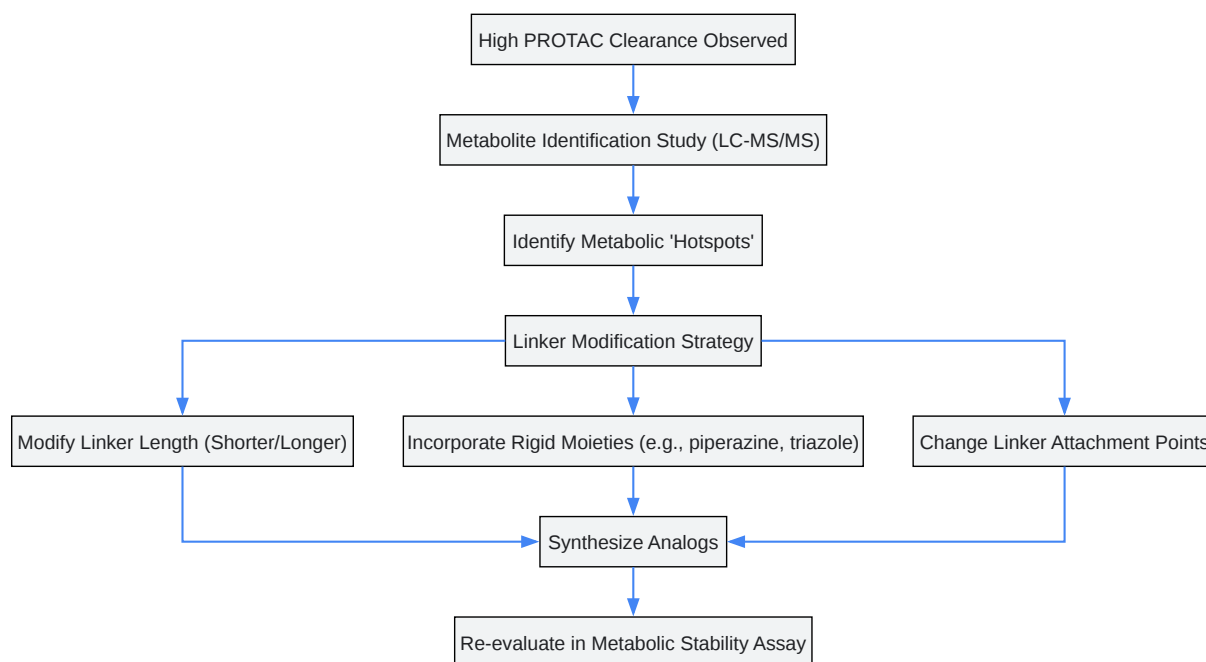 High PROTAC Clearance Observed
Metabolite Identification Study (LC-MS/MS)
Identify Metabolic 'Hotspots'
Linker Modification Strategy
Modify Linker Length (Shorter/Longer)
Incorporate Rigid Moieties (e.g., piperazine, triazole)
Change Linker Attachment Points
Synthesize Analogs
Re-evaluate in Metabolic Stability Assay